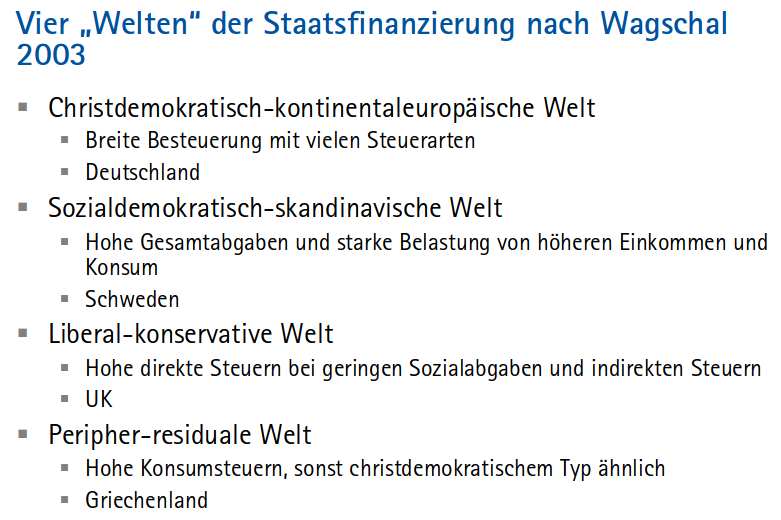 Vier „Welten“ der Staatsfinanzierung nach Wagschal
2003
▪ Christdemokratisch-kontinentaleuropäische Welt
▪ Breite Besteuerung mit vielen Steuerarten
▪ Deutschland
▪ Sozialdemokratisch-skandinavische Welt
▪ Hohe Gesamtabgaben und starke Belastung von höheren Einkommen und
Konsum
▪ Schweden
▪ Liberal-konservative Welt
▪ Hohe direkte Steuern bei geringen Sozialabgaben und indirekten Steuern
▪ UK
▪ Peripher-residuale Welt
▪ Hohe Konsumsteuern, sonst christdemokratischem Typ ähnlich
▪ Griechenland